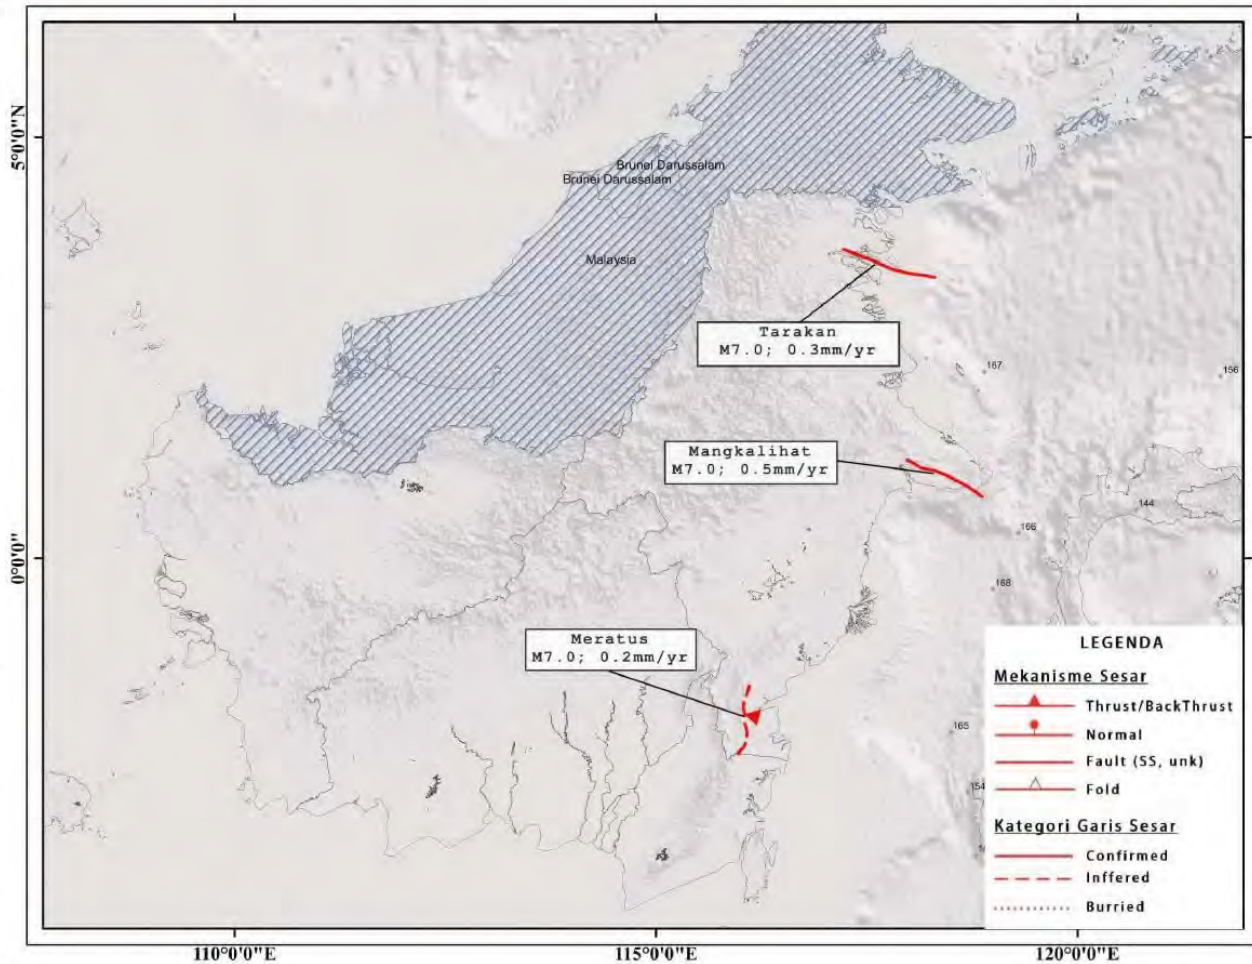 5°0'0"N
0°0'0"
110°0'0"E
115°0'0"E
120°0'0"E
Brunei Darussalam
Brunei Darussalam
Malaysia
Tarakan
M7.0; 0.3mm/yr
167
156
Mangkalihat
M7.0; 0.5mm/yr
144
166
168
Meratus
M7.0; 0.2mm/yr
165
154
LEGENDA
Mekanisme Sesar
Thrust/BackThrust
Normal
Fault (SS, unk)
Fold
Kategori Garis Sesar
Confirmed
Inffered
Burried